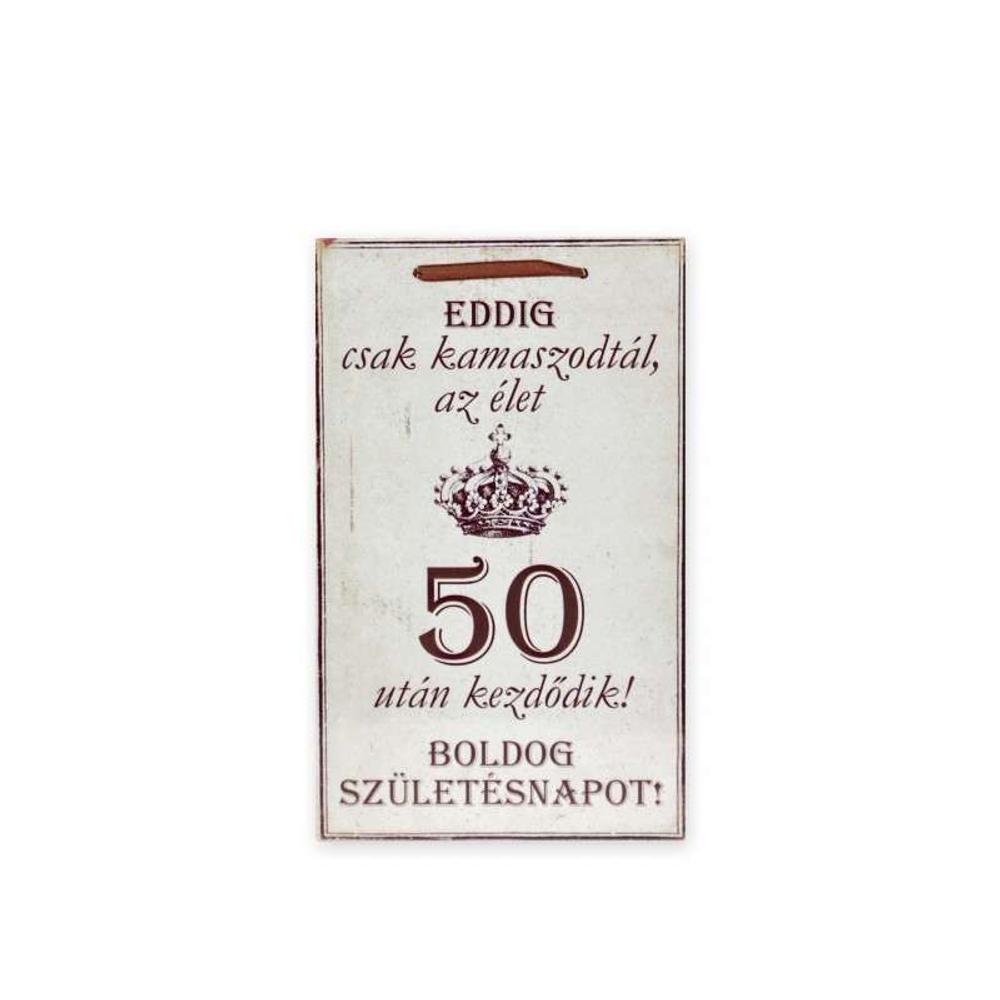 EDDIG
csak kamaszodtál,
az élet
50
után kezdődik!
BOLDOG
SZÜLETÉSNAPOT!